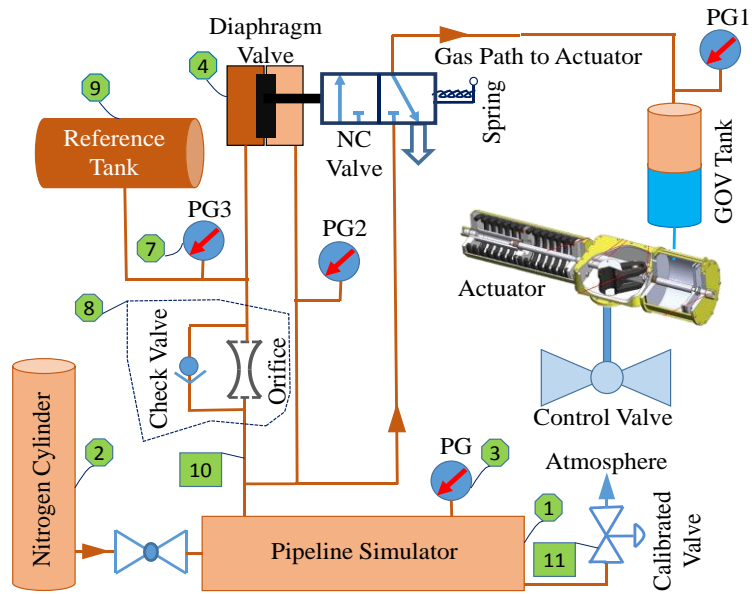 Diaphragm
Valve
PG1
Gas Path to Actuator
4
9
Reference
Tank
NC
Valve
Spring
GOV Tank
PG3
7
PG2
Actuator
8
Check Valve
Orifice
Control Valve
Nitrogen Cylinder
2
10
PG
3
Atmosphere
1
Pipeline Simulator
11
Calibrated
Valve